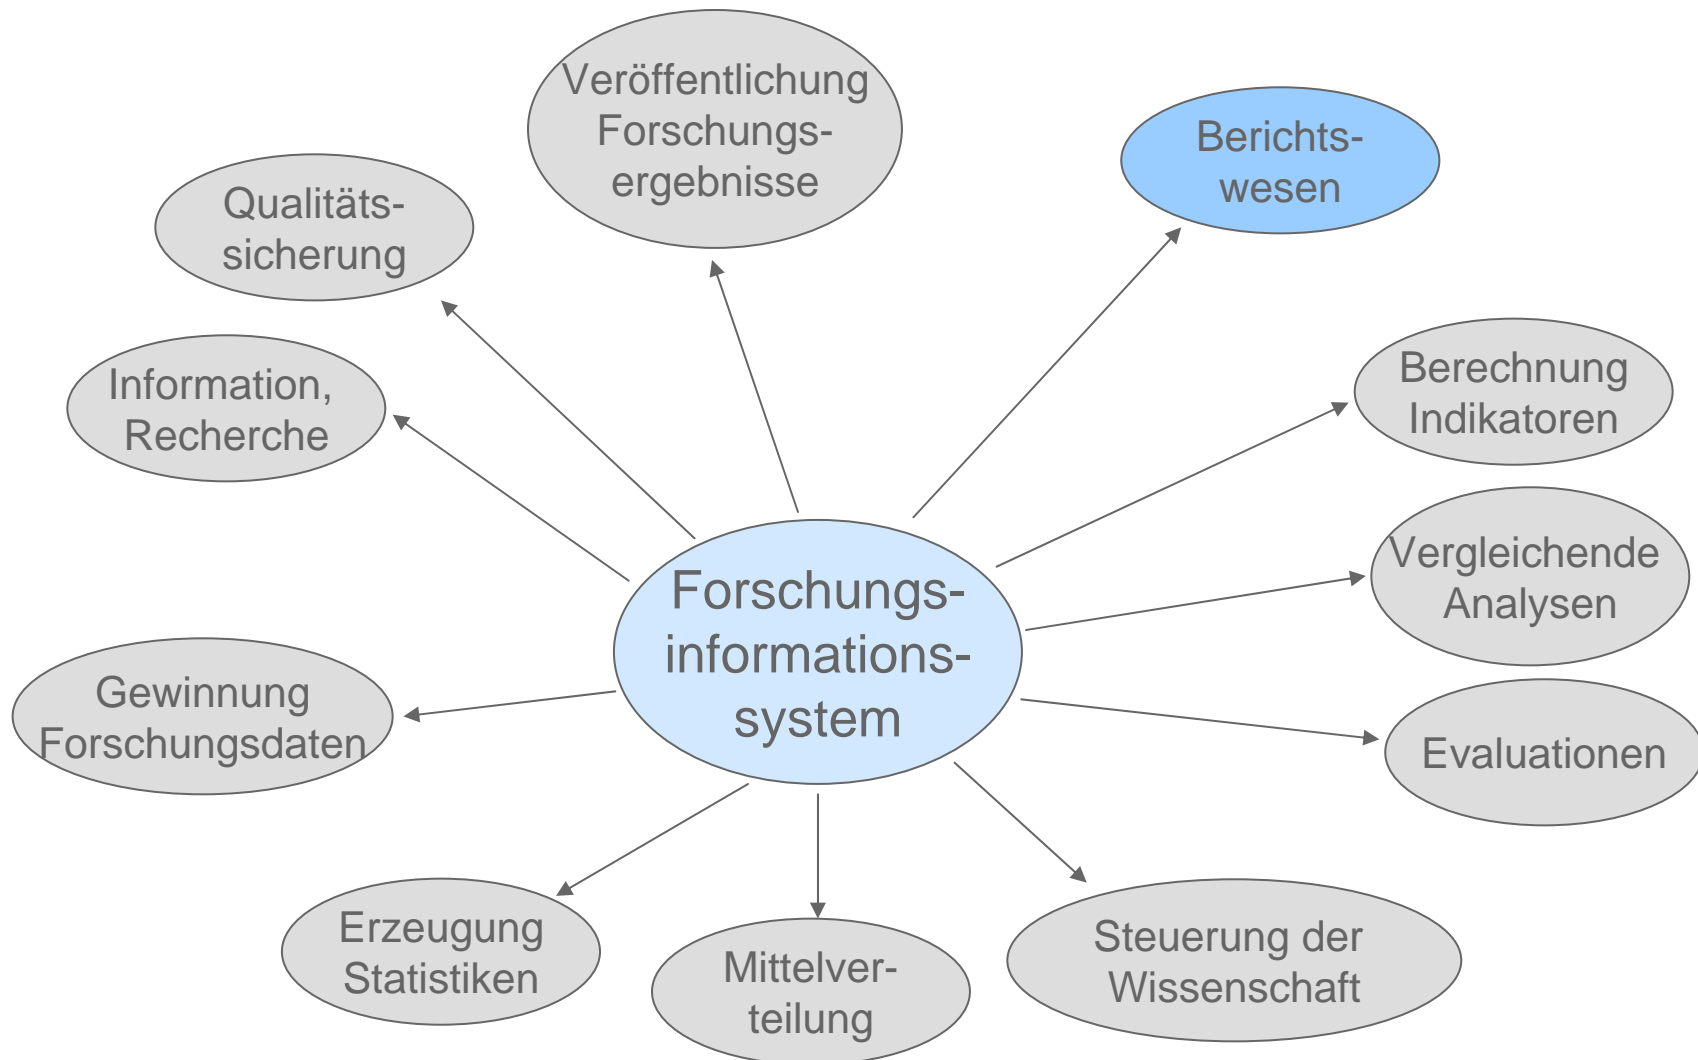 Veröffentlichung
Forschungs-
ergebnisse
Berichts-
wesen
Qualitäts-
sicherung
Information,
Recherche
Berechnung
Indikatoren
Vergleichende
Analysen
Forschungs-
informations-
system
Gewinnung
Forschungsdaten
Evaluationen
Erzeugung
Statistiken
Mittelver-
teilung
Steuerung der
Wissenschaft